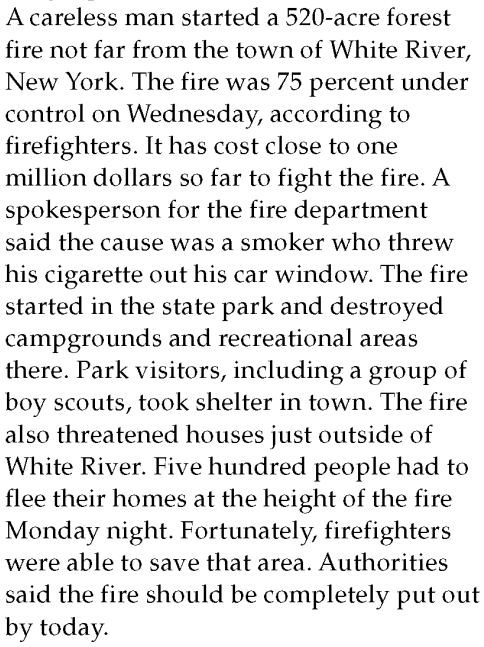 A careless man started a 520-acre forest
fire not far from the town of White River,
New York. The fire was 75 percent under
control on Wednesday, according to
firefighters. It has cost close to one
million dollars so far to fight the fire. A
spokesperson for the fire department
said the cause was a smoker who threw
his cigarette out his car window. The fire
started in the state park and destroyed
campgrounds and recreational areas
there. Park visitors, including a group of
boy scouts, took shelter in town. The fire
also threatened houses just outside of
White River. Five hundred people had to
flee their homes at the height of the fire
Monday night. Fortunately, firefighters
were able to save that area. Authorities
said the fire should be completely put out
by today.